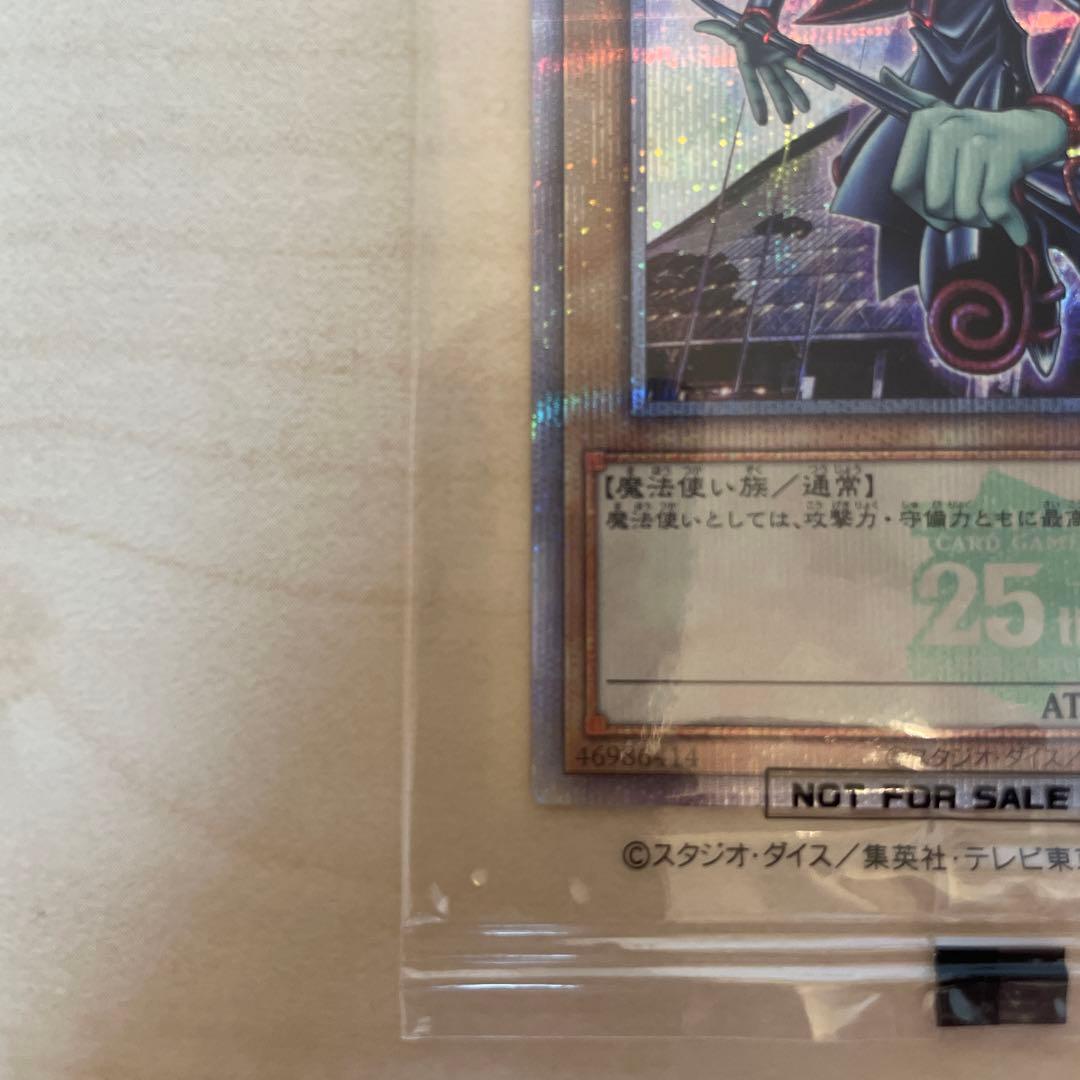 【魔法使い族／通常】
魔法使いとしては、攻撃力・守備力ともに最高
CARD GAME
25th
AT
46986414
©スタジオ・ダイス／
NOT FOR SALE
©スタジオ・ダイス／集英社・テレビ東京